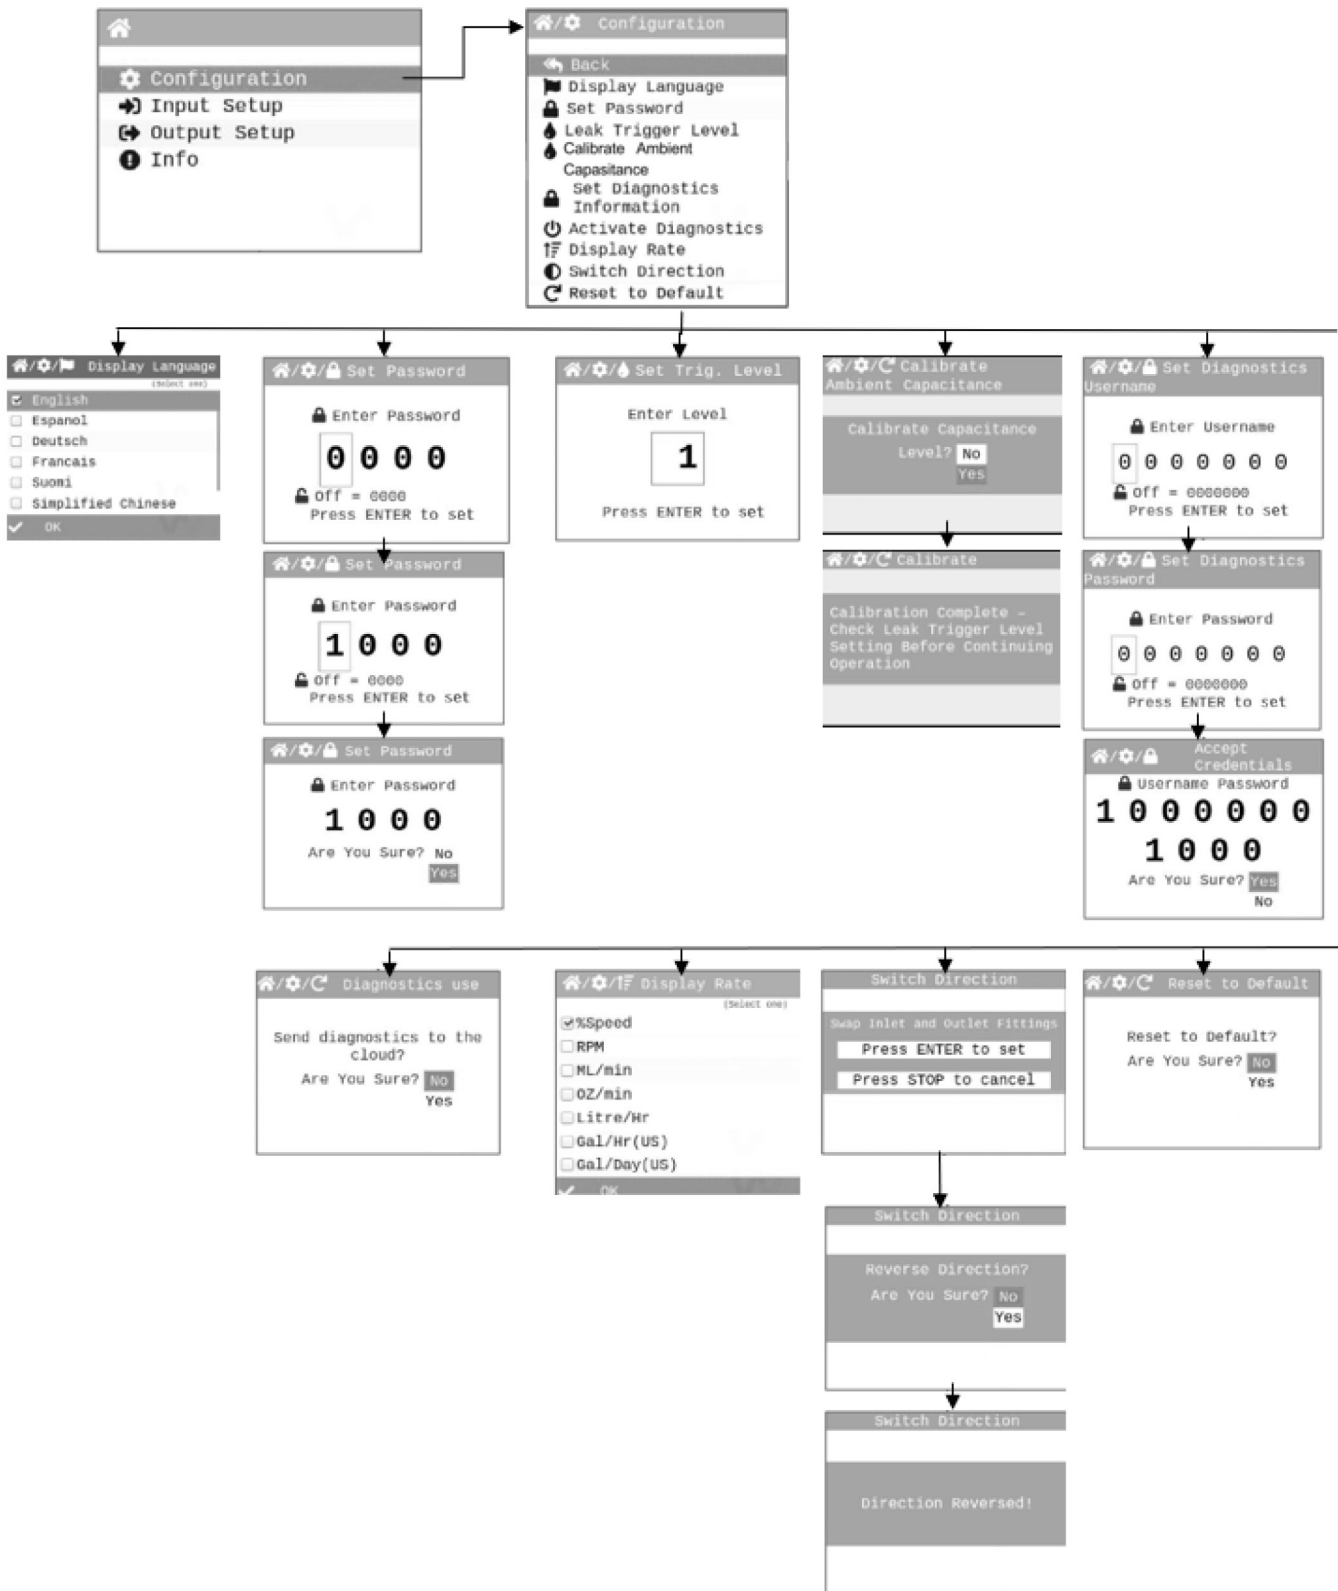 Configuration
Input Setup
Output Setup
Info
Configuration
Back
Display Language
Set Password
Leak Trigger Level
Calibrate Ambient
Capasitance
Set Diagnostics
Information
Activate Diagnostics
Display Rate
Switch Direction
Reset to Default
Display Language
(Select one)
English
Espanol
Deutsch
Francais
Suomi
Simplified Chinese
OK
Set Password
Enter Password
0 0 0 0
Off = 0000
Press ENTER to set
Set Password
Enter Password
1 0 0 0
Off = 0000
Press ENTER to set
Set Password
Enter Password
1 0 0 0
Are You Sure? No
Yes
Set Trig. Level
Enter Level
1
Press ENTER to set
Calibrate
Ambient Capacitance
Calibrate Capacitance
Level? No
Yes
Calibrate
Calibration Complete –
Check Leak Trigger Level
Setting Before Continuing
Operation
Set Diagnostics
Username
Enter Username
0 0 0 0 0 0 0
Off = 0000000
Press ENTER to set
Set Diagnostics
Password
Enter Password
0 0 0 0 0 0 0
Off = 0000000
Press ENTER to set
Accept
Credentials
Username Password
1 0 0 0 0 0 0
1 0 0 0
Are You Sure? Yes
No
Diagnostics use
Send diagnostics to the
cloud?
Are You Sure? No
Yes
Display Rate
(Select one)
%Speed
RPM
ML/min
OZ/min
Litre/Hr
Gal/Hr(US)
Gal/Day(US)
OK
Switch Direction
Swap Inlet and Outlet Fittings
Press ENTER to set
Press STOP to cancel
Switch Direction
Reverse Direction?
Are You Sure? No
Yes
Switch Direction
Direction Reversed!
Reset to Default
Reset to Default?
Are You Sure? No
Yes